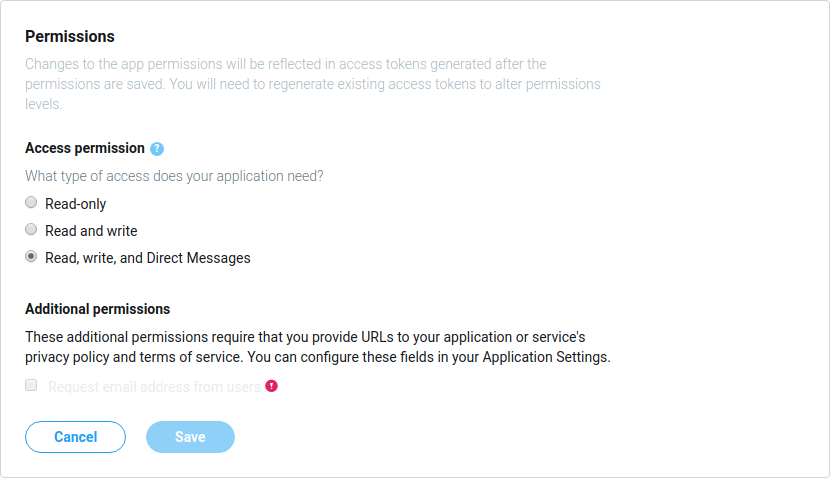 Permissions
Changes to the app permissions will be reflected in access tokens generated after the
permissions are saved. You will need to regenerate existing access tokens to alter permissions
levels.
Access permission ?
What type of access does your application need?
Read-only
Read and write
Read, write, and Direct Messages
Additional permissions
These additional permissions require that you provide URLs to your application or service's
privacy policy and terms of service. You can configure these fields in your Application Settings.
Request email address from users
Cancel Save